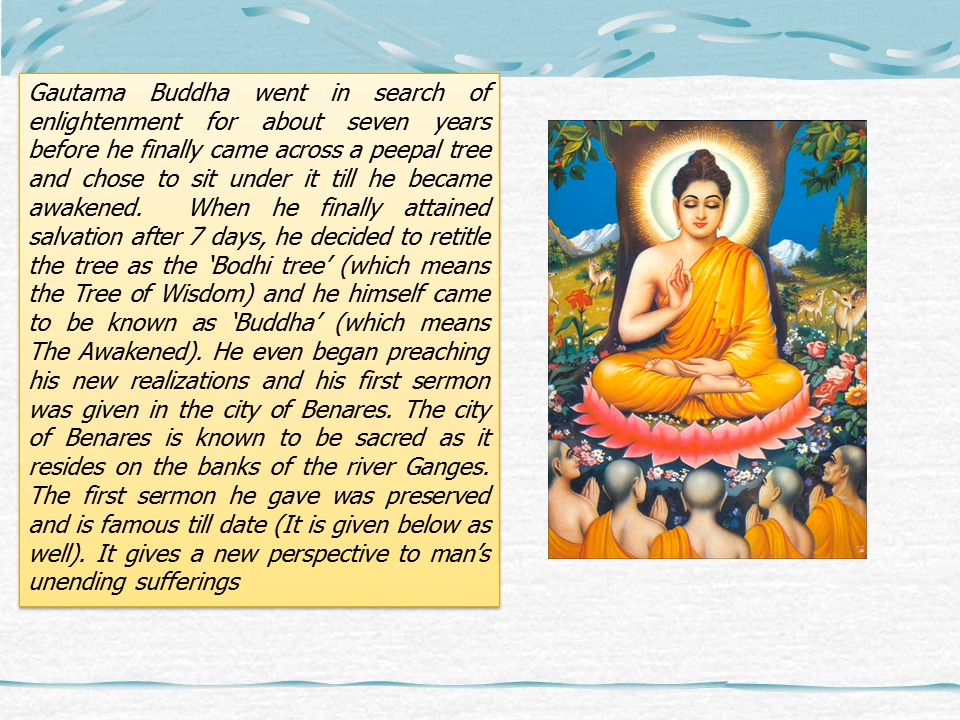 Gautama Buddha went in search of
enlightenment for about seven years
before he finally came across a peepal tree
and chose to sit under it till he became
awakened. When he finally attained
salvation after 7 days, he decided to retitle
the tree as the ‘Bodhi tree’ (which means
the Tree of Wisdom) and he himself came
to be known as ‘Buddha’ (which means
The Awakened). He even began preaching
his new realizations and his first sermon
was given in the city of Benares. The city
of Benares is known to be sacred as it
resides on the banks of the river Ganges.
The first sermon he gave was preserved
and is famous till date (It is given below as
well). It gives a new perspective to man’s
unending sufferings